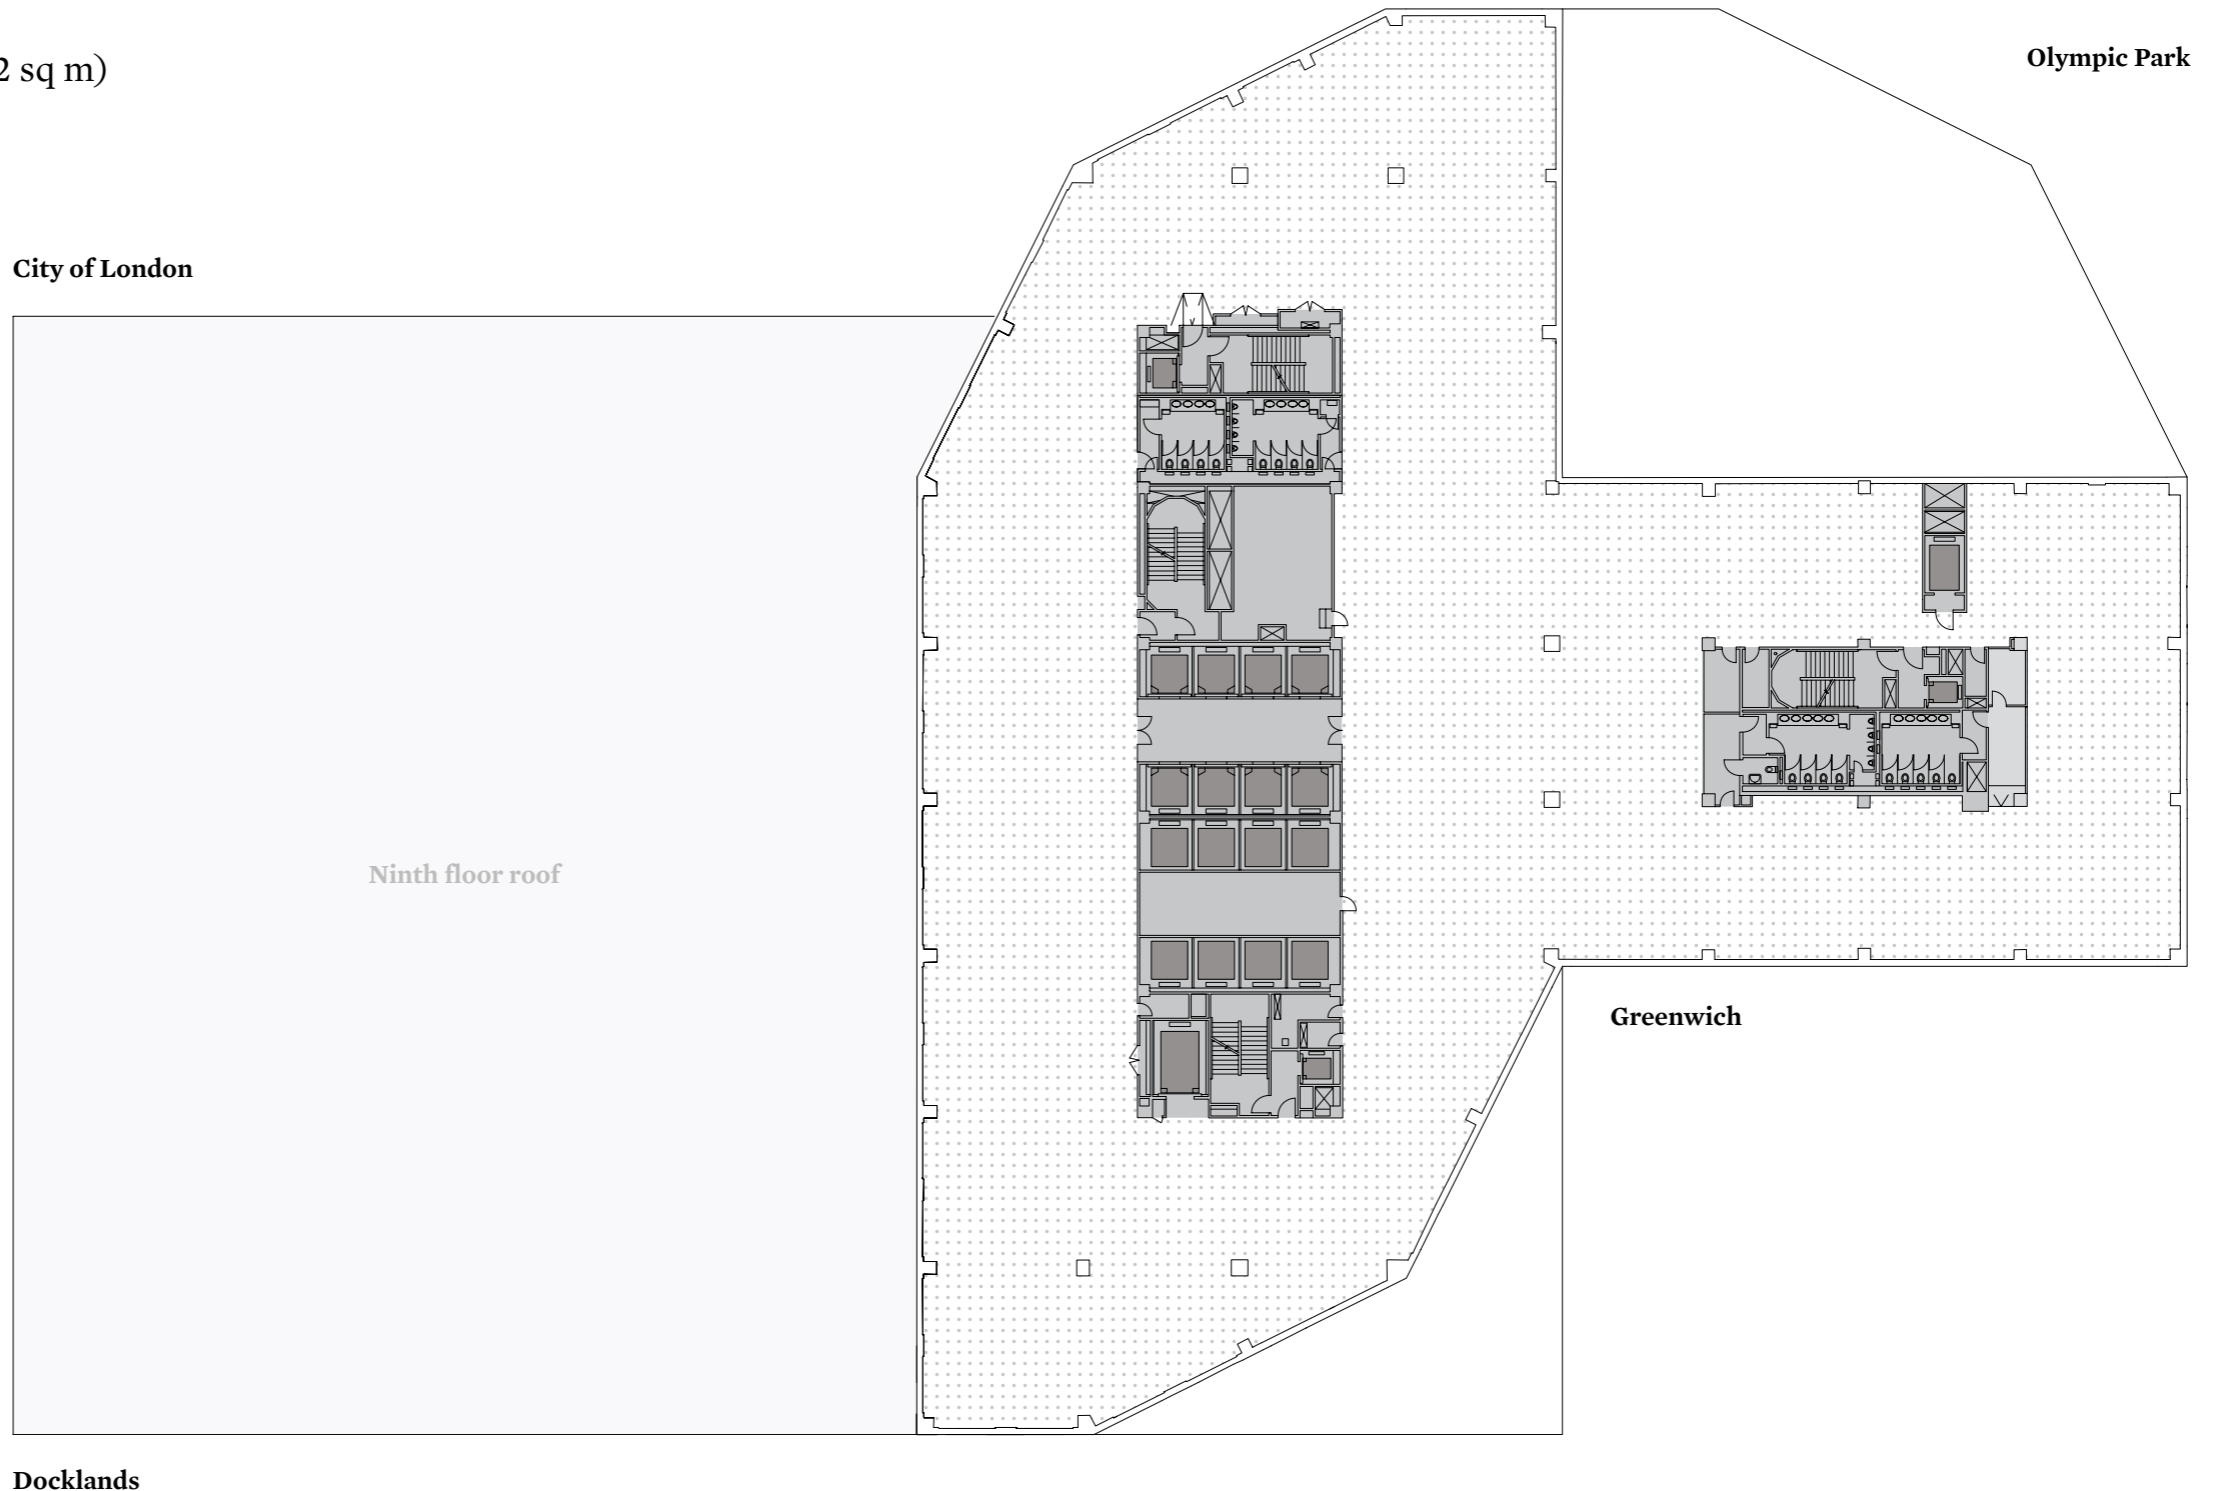 2 sq m)
Olympic Park
City of London
Ninth floor roof
Greenwich
Docklands